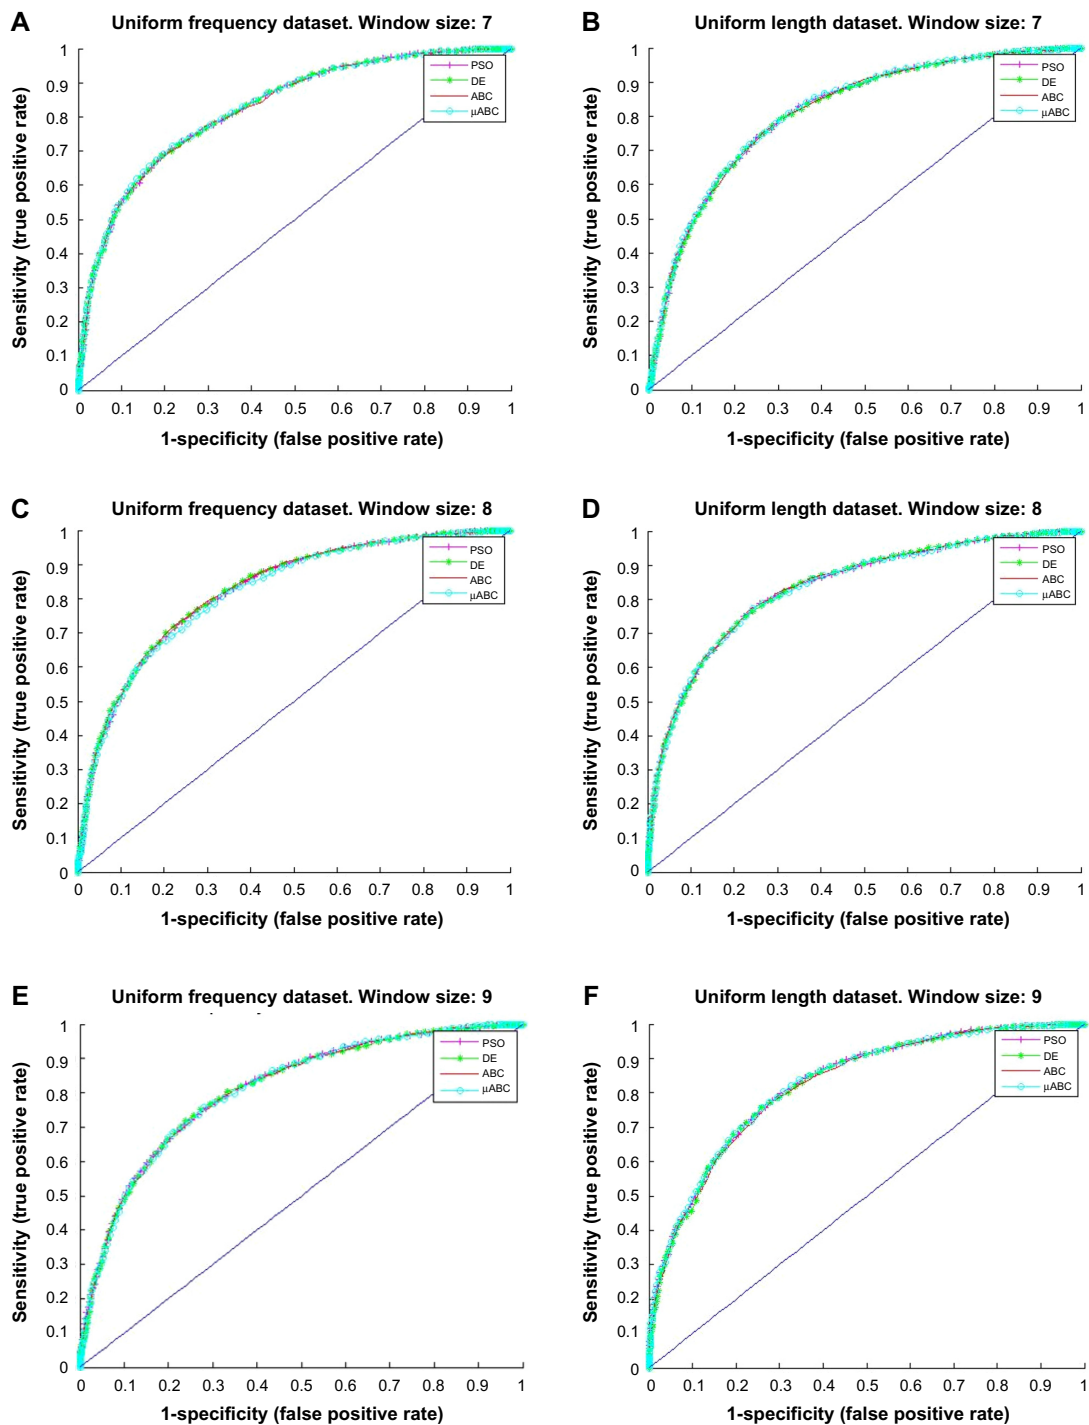 A
Uniform frequency dataset. Window size: 7
Sensitivity (true positive rate)
1
0.9
0.8
0.7
0.6
0.5
0.4
0.3
0.2
0.1
0
PSO
DE
ABC
µABC
0 0.1 0.2 0.3 0.4 0.5 0.6 0.7 0.8 0.9 1
1-specificity (false positive rate)
B
Uniform length dataset. Window size: 7
Sensitivity (true positive rate)
1
0.9
0.8
0.7
0.6
0.5
0.4
0.3
0.2
0.1
0
PSO
DE
ABC
µABC
0 0.1 0.2 0.3 0.4 0.5 0.6 0.7 0.8 0.9 1
1-specificity (false positive rate)
C
Uniform frequency dataset. Window size: 8
Sensitivity (true positive rate)
1
0.9
0.8
0.7
0.6
0.5
0.4
0.3
0.2
0.1
0
PSO
DE
ABC
µABC
0 0.1 0.2 0.3 0.4 0.5 0.6 0.7 0.8 0.9 1
1-specificity (false positive rate)
D
Uniform length dataset. Window size: 8
Sensitivity (true positive rate)
1
0.9
0.8
0.7
0.6
0.5
0.4
0.3
0.2
0.1
0
PSO
DE
ABC
µABC
0 0.1 0.2 0.3 0.4 0.5 0.6 0.7 0.8 0.9 1
1-specificity (false positive rate)
E
Uniform frequency dataset. Window size: 9
Sensitivity (true positive rate)
1
0.9
0.8
0.7
0.6
0.5
0.4
0.3
0.2
0.1
0
PSO
DE
ABC
µABC
0 0.1 0.2 0.3 0.4 0.5 0.6 0.7 0.8 0.9 1
1-specificity (false positive rate)
F
Uniform length dataset. Window size: 9
Sensitivity (true positive rate)
1
0.9
0.8
0.7
0.6
0.5
0.4
0.3
0.2
0.1
0
PSO
DE
ABC
µABC
0 0.1 0.2 0.3 0.4 0.5 0.6 0.7 0.8 0.9 1
1-specificity (false positive rate)